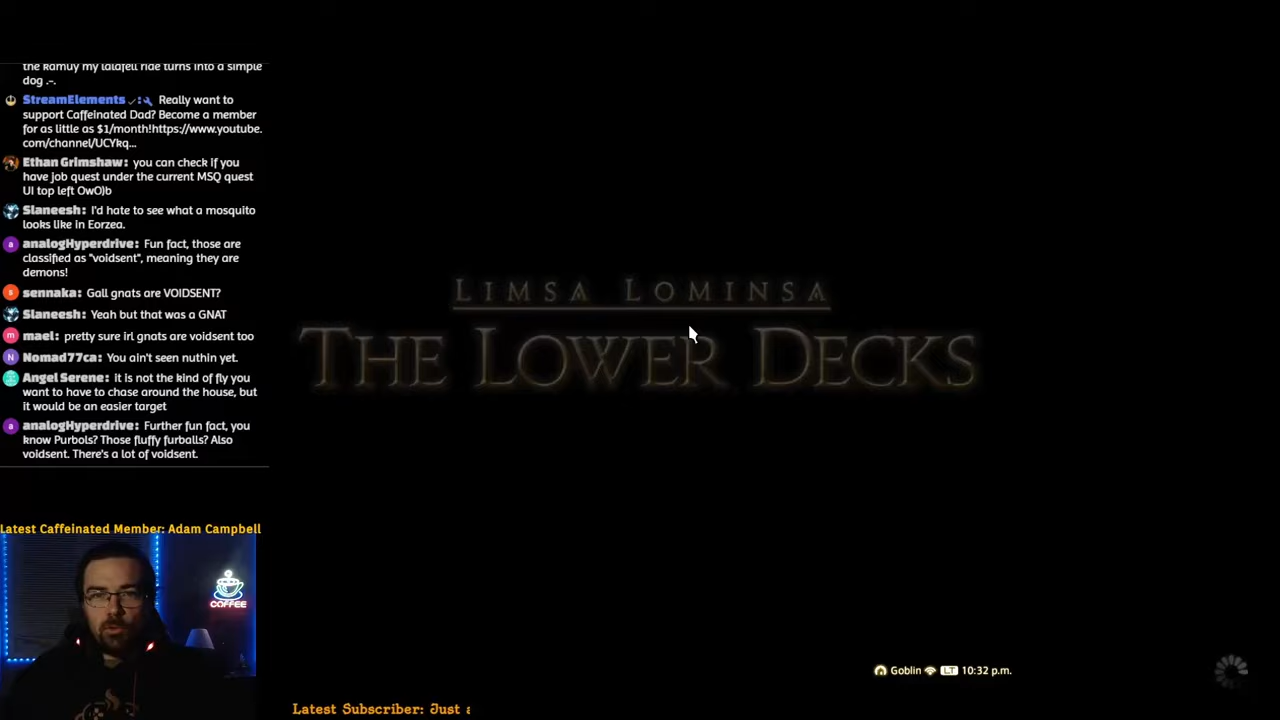 the kamuy my lalafell ride turns into a simple
dog .-.
StreamElements Really want to
support Caffeinated Dad? Become a member
for as little as $1/month!https://www.youtube.
com/channel/UCYkq...
Ethan Grimshaw: you can check if you
have job quest under the current MSQ quest
UI top left OwO)b
Slaneesh: I'd hate to see what a mosquito
looks like in Eorzea.
a analogHyperdrive: Fun fact, those are
classified as "voidsent", meaning they are
demons!
sennaka: Gall gnats are VOIDSENT?
Slaneesh: Yeah but that was a GNAT
m mael: pretty sure irl gnats are voidsent too
N Nomad77ca: You ain't seen nuthin yet.
Angel Serene: it is not the kind of fly you
want to have to chase around the house, but
it would be an easier target
a analogHyperdrive: Further fun fact, you
know Purbols? Those fluffy furballs? Also
voidsent. There's a lot of voidsent.
LIMSA LOMINSA
THE LOWER DECKS
Latest Caffeinated Member: Adam Campbell
COFFEE
Goblin LT 10:32 p.m.
Latest Subscriber: Just a